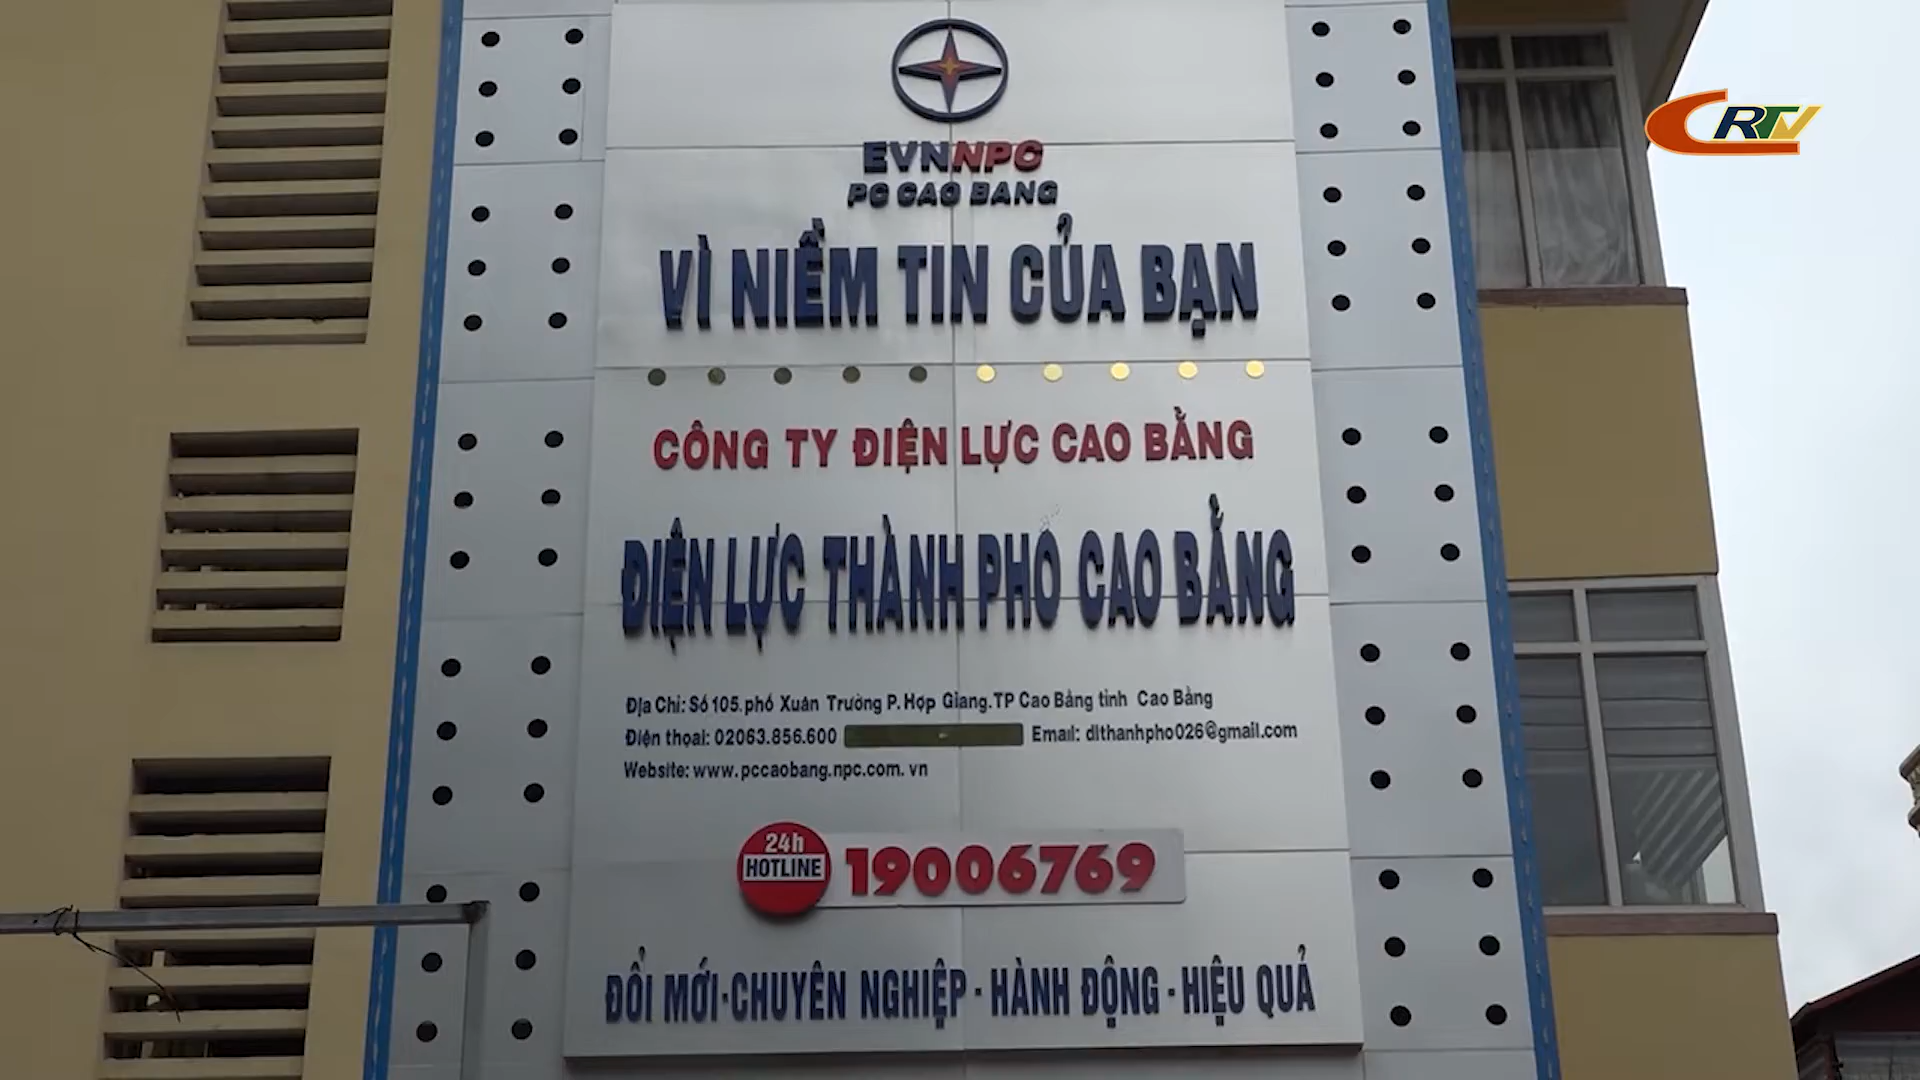 CRTV
EVNNPC
PC CAO BANG
VÌ NIỀM TIN CỦA BẠN
CÔNG TY ĐIỆN LỰC CAO BẰNG
ĐIỆN LỰC THÀNH PHỐ CAO BẰNG
Địa Chỉ: Số 105. phố Xuân Trường P. Hợp Giang. TP Cao Bằng tỉnh Cao Bằng
Điện thoại: 02063.856.600 Email: dlthanhpho026@gmail.com
Website: www.pccaobang.npc.com. vn
24h
HOTLINE 19006769
ĐỔI MỚI - CHUYÊN NGHIỆP - HÀNH ĐỘNG - HIỆU QUẢ